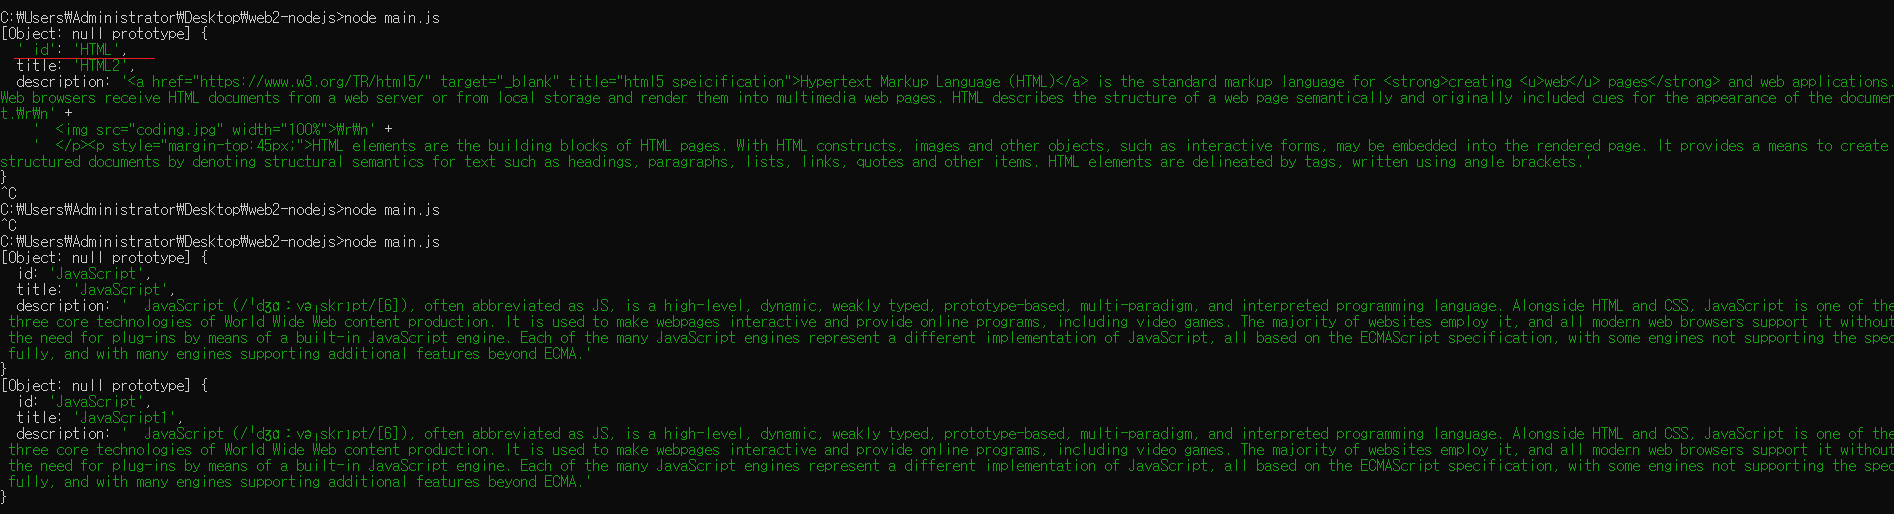 C:₩Users₩Administrator₩Desktop₩web2-nodejs>node main.js
[Object: null prototype] {
  ' id': 'HTML',
  title: 'HTML2',
  description: '<a href="https://www.w3.org/TR/html5/" target="_blank" title="html5 speicification">Hypertext Markup Language (HTML)</a> is the standard markup language for <strong>creating <u>web</u> pages</strong> and web applications.
Web browsers receive HTML documents from a web server or from local storage and render them into multimedia web pages. HTML describes the structure of a web page semantically and originally included cues for the appearance of the documen
t.₩r₩n' +
    '  <img src="coding.jpg" width="100%">₩r₩n' +
    '  </p><p style="margin-top:45px;">HTML elements are the building blocks of HTML pages. With HTML constructs, images and other objects, such as interactive forms, may be embedded into the rendered page. It provides a means to create
structured documents by denoting structural semantics for text such as headings, paragraphs, lists, links, quotes and other items. HTML elements are delineated by tags, written using angle brackets.'
}
^C
C:₩Users₩Administrator₩Desktop₩web2-nodejs>node main.js
^C
C:₩Users₩Administrator₩Desktop₩web2-nodejs>node main.js
[Object: null prototype] {
  id: 'JavaScript',
  title: 'JavaScript',
  description: '  JavaScript (/ˈdʒɑːvəˌskrɪpt/[6]), often abbreviated as JS, is a high-level, dynamic, weakly typed, prototype-based, multi-paradigm, and interpreted programming language. Alongside HTML and CSS, JavaScript is one of the
 three core technologies of World Wide Web content production. It is used to make webpages interactive and provide online programs, including video games. The majority of websites employ it, and all modern web browsers support it without
 the need for plug-ins by means of a built-in JavaScript engine. Each of the many JavaScript engines represent a different implementation of JavaScript, all based on the ECMAScript specification, with some engines not supporting the spec
 fully, and with many engines supporting additional features beyond ECMA.'
}
[Object: null prototype] {
  id: 'JavaScript',
  title: 'JavaScript1',
  description: '  JavaScript (/ˈdʒɑːvəˌskrɪpt/[6]), often abbreviated as JS, is a high-level, dynamic, weakly typed, prototype-based, multi-paradigm, and interpreted programming language. Alongside HTML and CSS, JavaScript is one of the
 three core technologies of World Wide Web content production. It is used to make webpages interactive and provide online programs, including video games. The majority of websites employ it, and all modern web browsers support it without
 the need for plug-ins by means of a built-in JavaScript engine. Each of the many JavaScript engines represent a different implementation of JavaScript, all based on the ECMAScript specification, with some engines not supporting the spec
 fully, and with many engines supporting additional features beyond ECMA.'
}